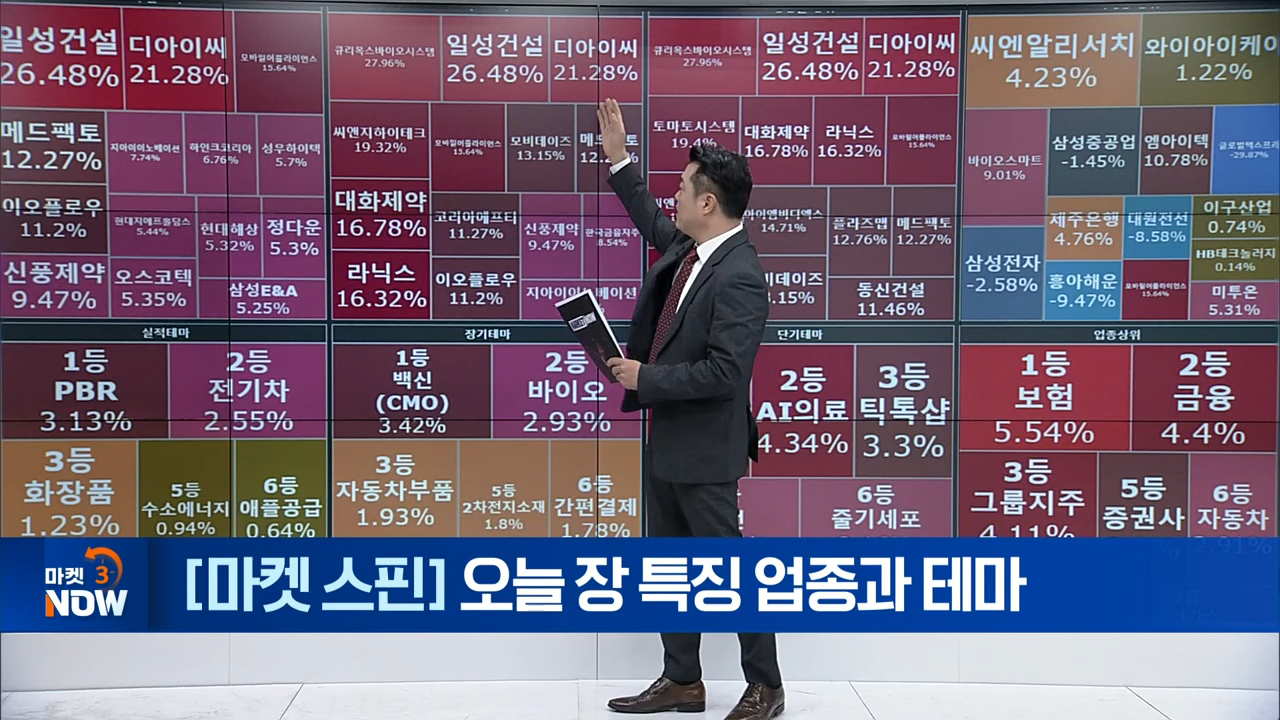 일성건설
26.48%
디아이씨
21.28%
모바일어플라이언스
15.64%
메드팩토
12.27%
지아이이노베이션
7.74%
하인크코리아
6.76%
성우하이텍
5.7%
이오플로우
11.2%
현대지에프홀딩스
5.44%
현대해상
5.32%
정다운
5.3%
신풍제약
9.47%
오스코텍
5.35%
삼성E&A
5.25%
큐리옥스바이오시스템
27.96%
일성건설
26.48%
디아이씨
21.28%
씨엔지하이테크
19.32%
모바일어플라이언스
15.64%
모비데이즈
13.15%
대화제약
16.78%
코리아에프티
11.27%
신풍제약
9.47%
한국금융지주
8.54%
라닉스
16.32%
이오플로우
11.2%
큐리옥스바이오시스템
27.96%
일성건설
26.48%
디아이씨
21.28%
토마토시스템
19.4%
대화제약
16.78%
라닉스
16.32%
모바일어플라이언스
15.64%
14.71%
플라즈맵
12.76%
메드팩토
12.27%
동신건설
11.46%
씨엔알리서치
4.23%
와이아이케이
1.22%
바이오스마트
9.01%
삼성중공업
-1.45%
엠아이텍
10.78%
-29.87%
삼성전자
-2.58%
제주은행
4.76%
대원전선
-8.58%
이구산업
0.74%
HB테크놀러지
0.14%
흥아해운
-9.47%
모바일어플라이언스
15.64%
미투온
5.31%
실적테마
1등
PBR
3.13%
2등
전기차
2.55%
3등
화장품
1.23%
5등
수소에너지
0.94%
6등
애플공급
0.64%
장기테마
1등
백신
(CMO)
3.42%
2등
바이오
2.93%
3등
자동차부품
1.93%
5등
2차전지소재
1.8%
6등
간편결제
1.78%
단기테마
2등
AI의료
4.34%
3등
틱톡샵
3.3%
6등
줄기세포
업종상위
1등
보험
5.54%
2등
금융
4.4%
3등
그룹지주
4.11%
5등
증권사
6등
자동차
2.91%
마켓 3
NOW
[마켓 스핀] 오늘 장 특징 업종과 테마